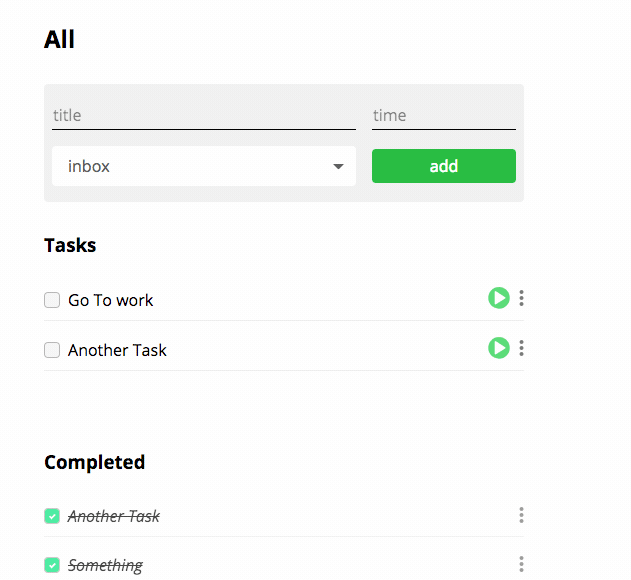 All
title time
inbox add
Tasks
Go To work
Another Task
Completed
Another Task
Something